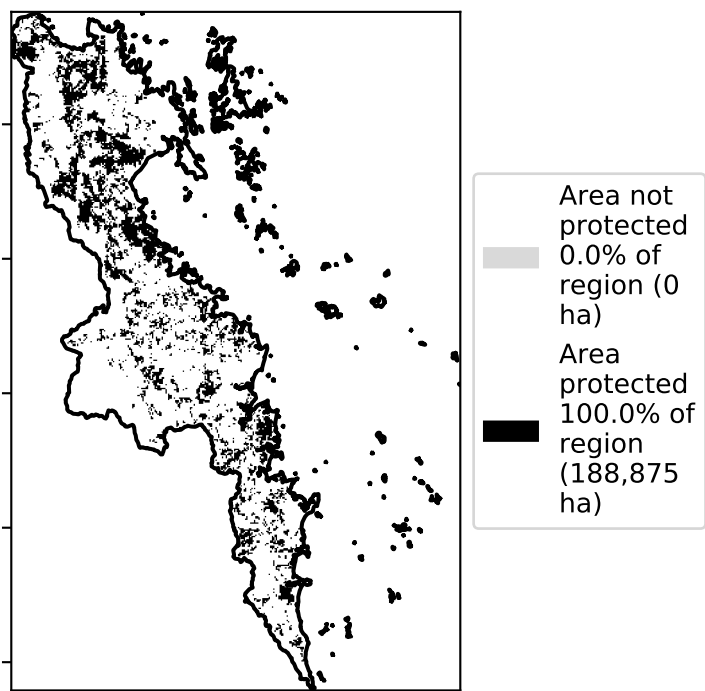 Area not
protected
0.0% of
region (0
ha)
Area
protected
100.0% of
region
(188,875
ha)